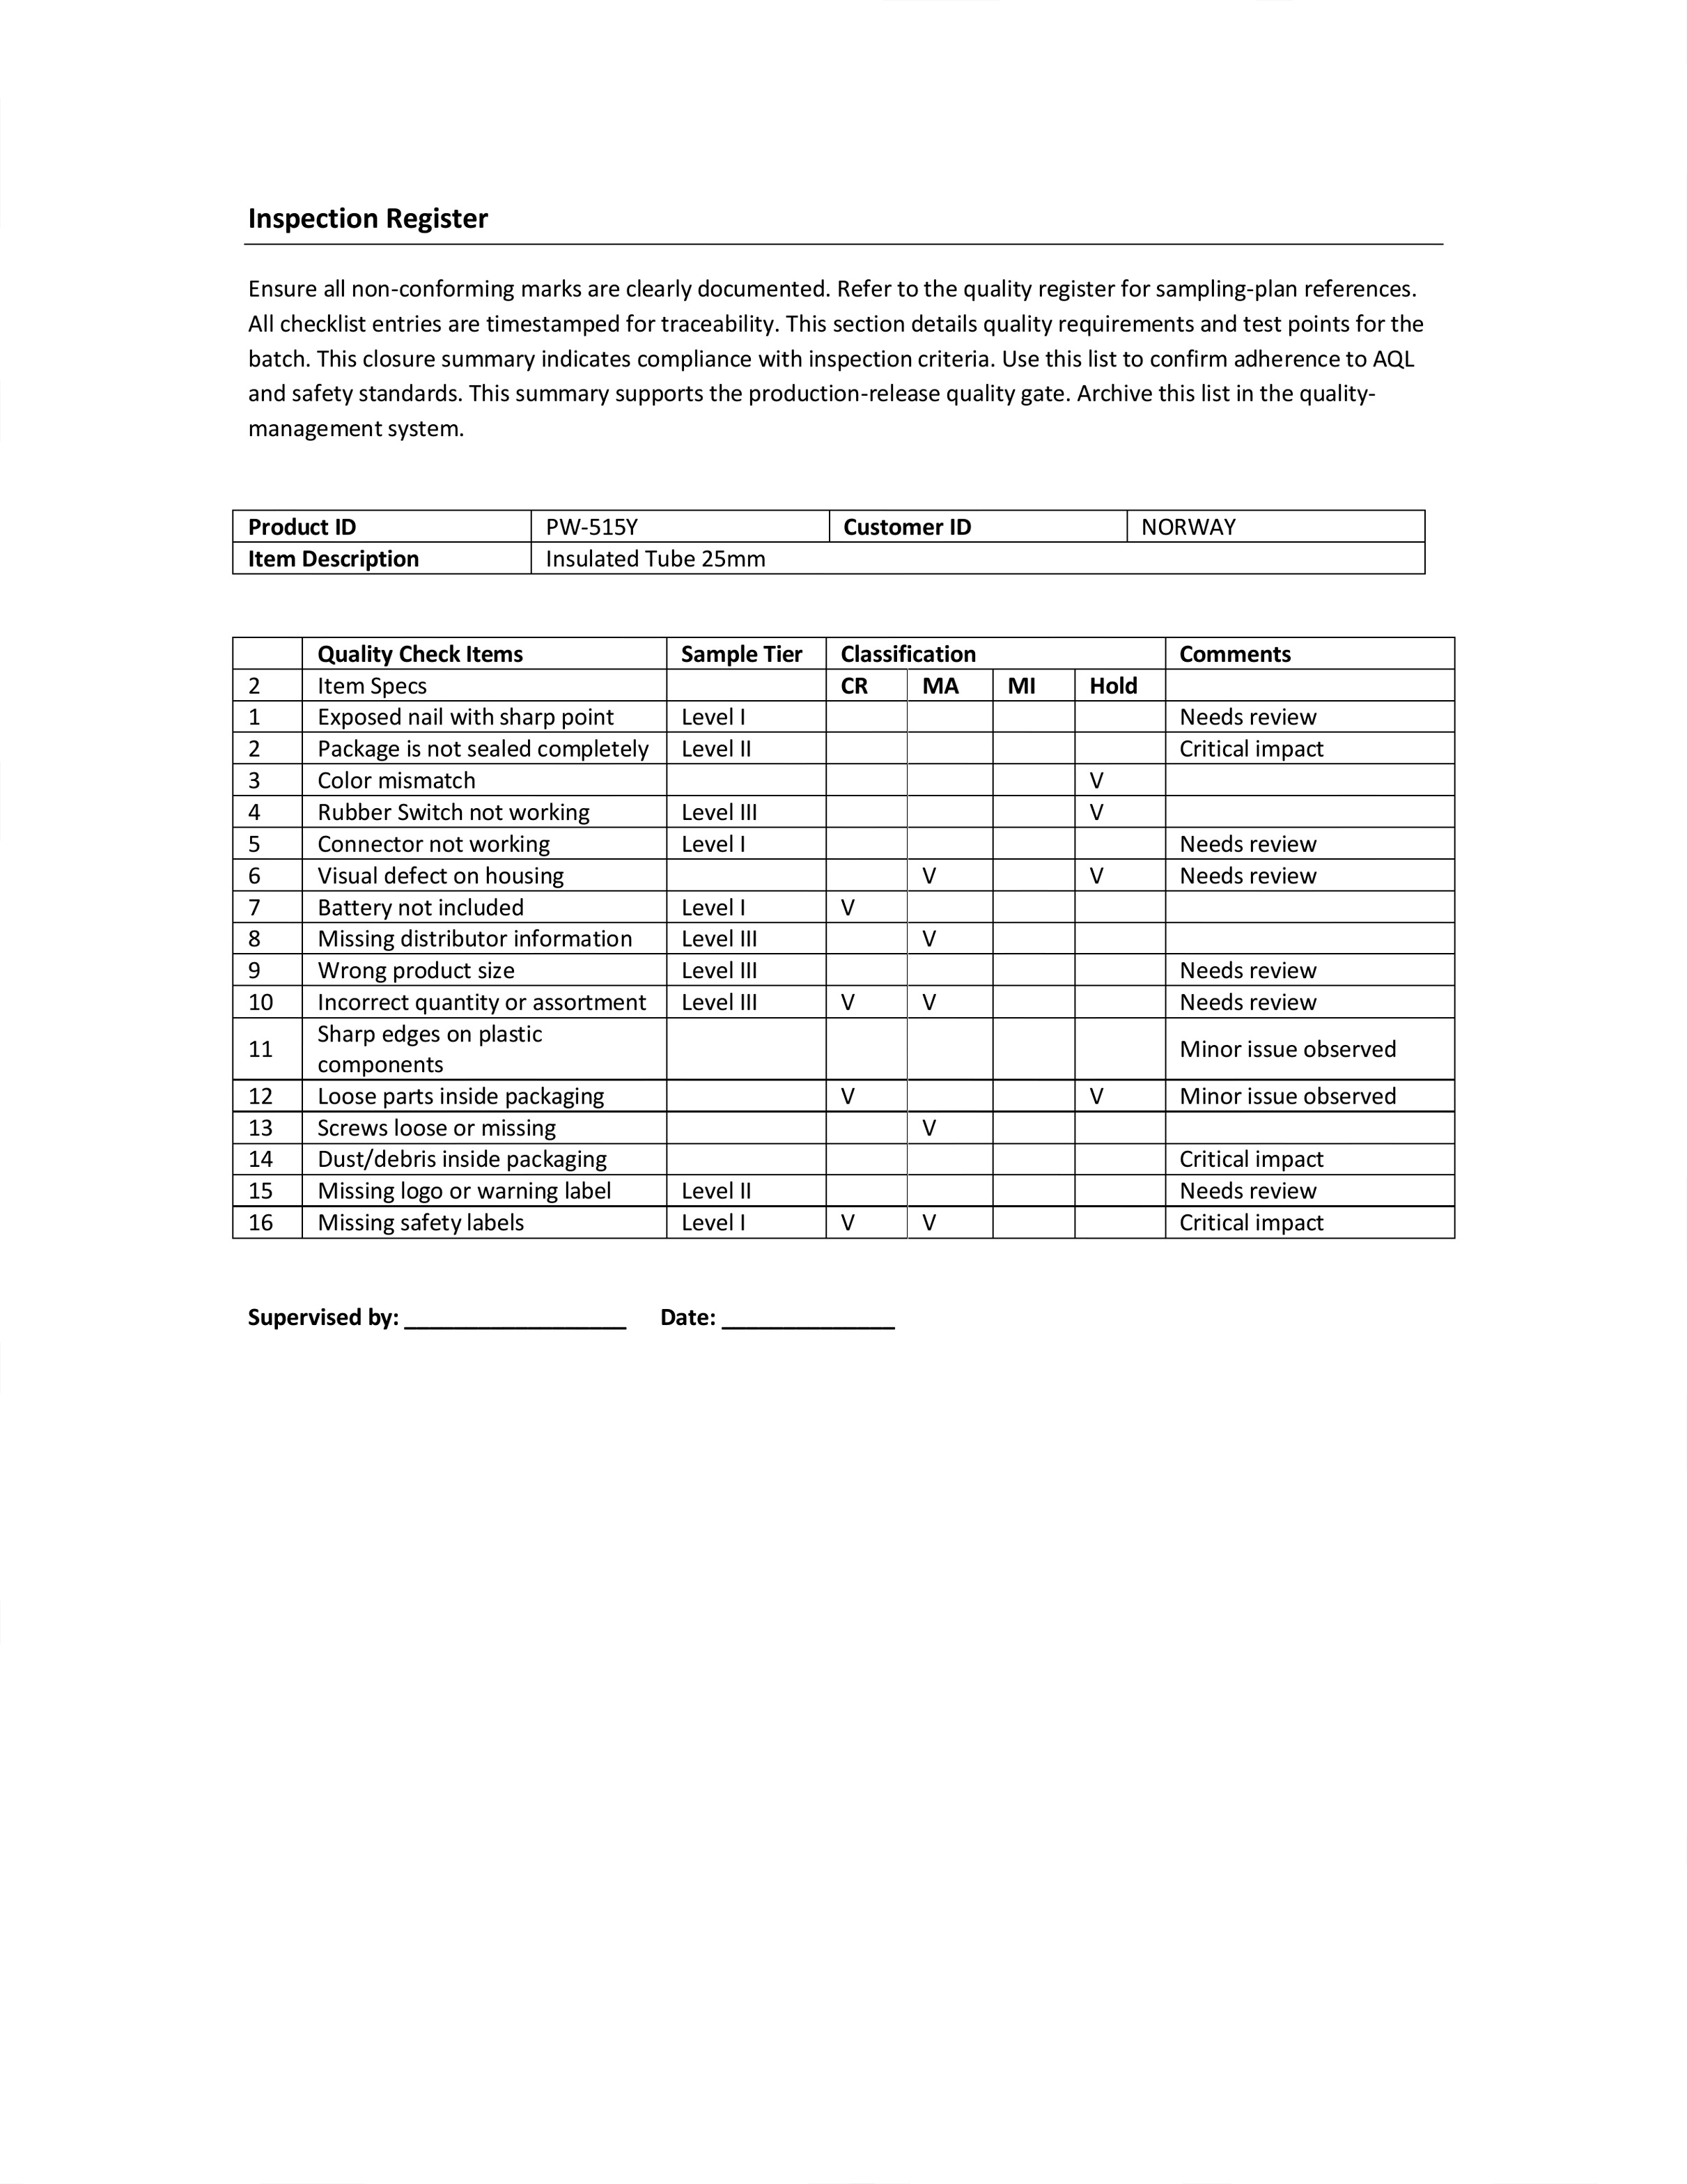 Inspection Register
Ensure all non-conforming marks are clearly documented. Refer to the quality register for sampling-plan references.
All checklist entries are timestamped for traceability. This section details quality requirements and test points for the
batch. This closure summary indicates compliance with inspection criteria. Use this list to confirm adherence to AQL
and safety standards. This summary supports the production-release quality gate. Archive this list in the quality-
management system.
Product ID PW-515Y Customer ID NORWAY
Item Description Insulated Tube 25mm
Quality Check Items Sample Tier Classification Comments
2 Item Specs CR MA MI Hold
1 Exposed nail with sharp point Level I Needs review
2 Package is not sealed completely Level II Critical impact
3 Color mismatch V
4 Rubber Switch not working Level III V
5 Connector not working Level I Needs review
6 Visual defect on housing V V Needs review
7 Battery not included Level I V
8 Missing distributor information Level III V
9 Wrong product size Level III Needs review
10 Incorrect quantity or assortment Level III V V Needs review
11 Sharp edges on plastic
components Minor issue observed
12 Loose parts inside packaging V V Minor issue observed
13 Screws loose or missing V
14 Dust/debris inside packaging Critical impact
15 Missing logo or warning label Level II Needs review
16 Missing safety labels Level I V V Critical impact
Supervised by: __________________ Date: ______________